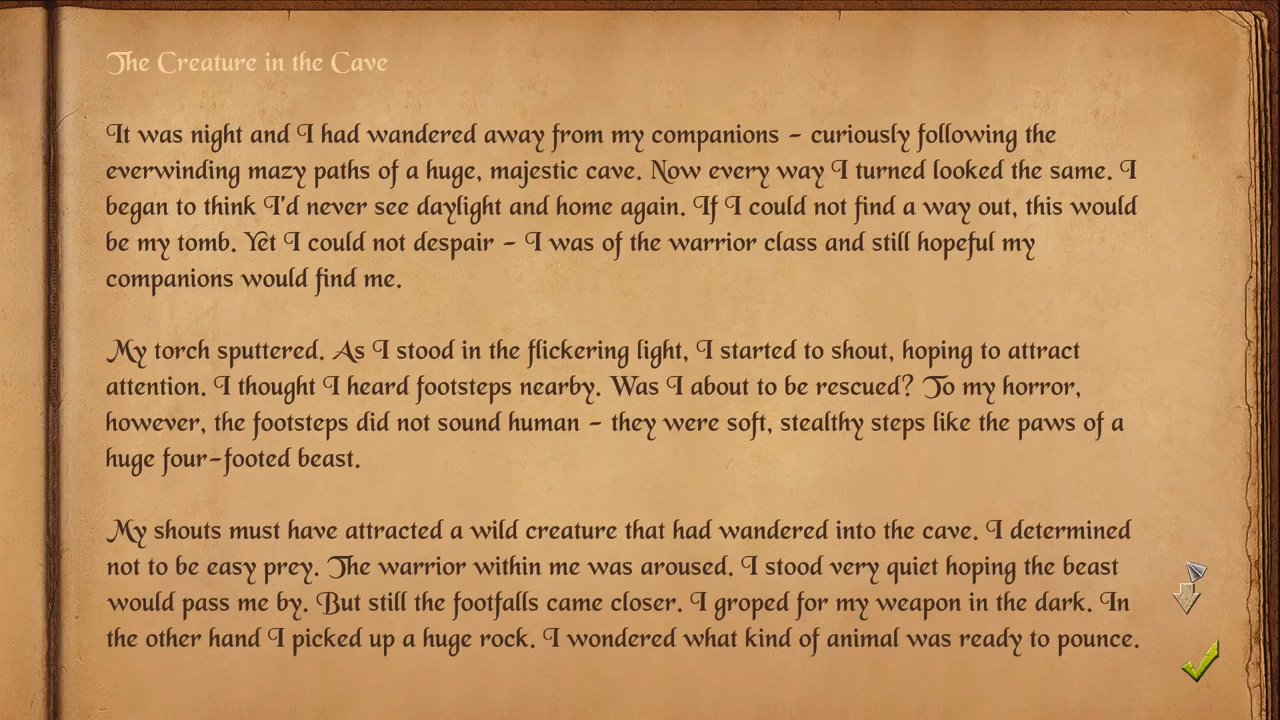 The Creature in the Cave
It was night and I had wandered away from my companions - curiously following the
everwinding mazy paths of a huge, majestic cave. Now every way I turned looked the same. I
began to think I'd never see daylight and home again. If I could not find a way out, this would
be my tomb. Yet I could not despair - I was of the warrior class and still hopeful my
companions would find me.
My torch sputtered. As I stood in the flickering light, I started to shout, hoping to attract
attention. I thought I heard footsteps nearby. Was I about to be rescued? To my horror,
however, the footsteps did not sound human - they were soft, stealthy steps like the paws of a
huge four-footed beast.
My shouts must have attracted a wild creature that had wandered into the cave. I determined
not to be easy prey. The warrior within me was aroused. I stood very quiet hoping the beast
would pass me by. But still the footfalls came closer. I groped for my weapon in the dark. In
the other hand I picked up a huge rock. I wondered what kind of animal was ready to pounce.